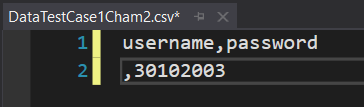 DataTestCase1Cham2.csv*
1 username,password
2 ,30102003